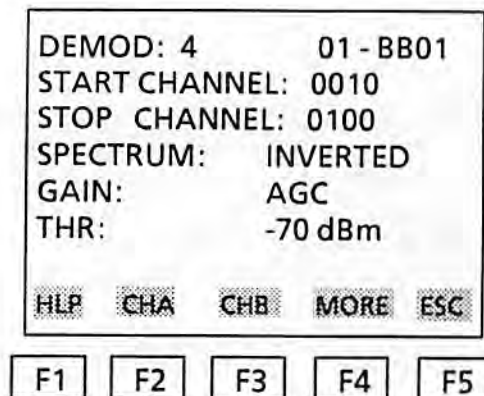 DEMOD: 4 01 - BB01
START CHANNEL: 0010
STOP CHANNEL: 0100
SPECTRUM: INVERTED
GAIN: AGC
THR: -70 dBm
HLP CHA CHB MORE ESC
F1 F2 F3 F4 F5